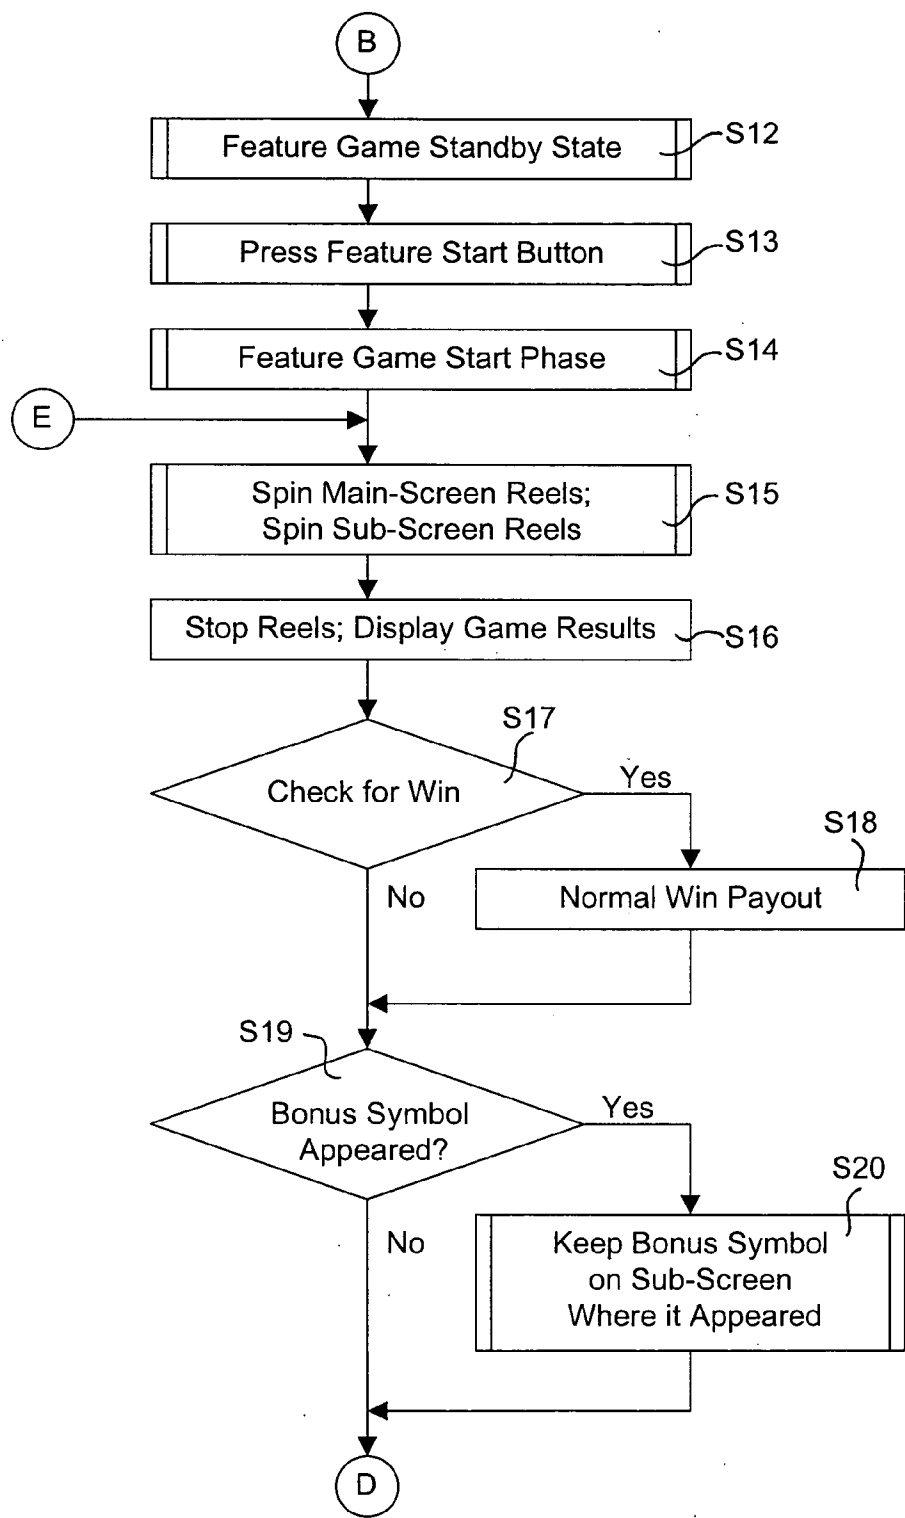 B
Feature Game Standby State
S12
Press Feature Start Button
S13
Feature Game Start Phase
S14
E
Spin Main-Screen Reels;
Spin Sub-Screen Reels
S15
Stop Reels; Display Game Results
S16
S17
Check for Win
Yes
S18
No
Normal Win Payout
S19
Bonus Symbol
Appeared?
Yes
S20
No
Keep Bonus Symbol
on Sub-Screen
Where it Appeared
D